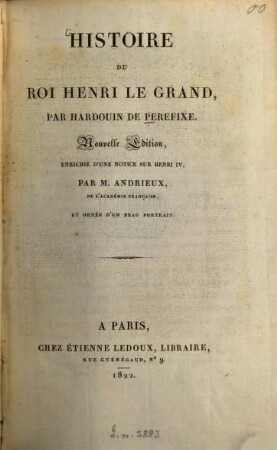 00
HISTOIRE
DU
ROI HENRI LE GRAND,
PAR HARDOUIN DE PEREFIXE.
Nouvelle Édition,
ENRICHIE D'UNE NOTICE SUR HENRI IV,
PAR M. ANDRIEUX,
DE L'ACADÉMIE FRANÇAISE,
ET ORNÉE D'UN BEAU PORTRAIT.
A PARIS,
CHEZ ÉTIENNE LEDOUX, LIBRAIRE,
RUE GUÉNÉGAUD, N° 9.
1822.